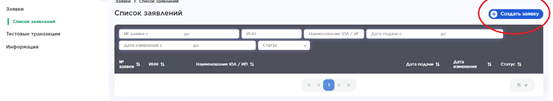 Заявки > Список заявлений
Заявки
Список заявлений
Создать заявку
Список заявлений
Тестовые транзакции
Информация
№ заявки с до ИНН Наименование ЮЛ / ИП Дата подачи с до
Дата изменения с до Статус
№ заявки ИНН Наименование ЮЛ / ИП Дата подачи Дата изменения Статус
1